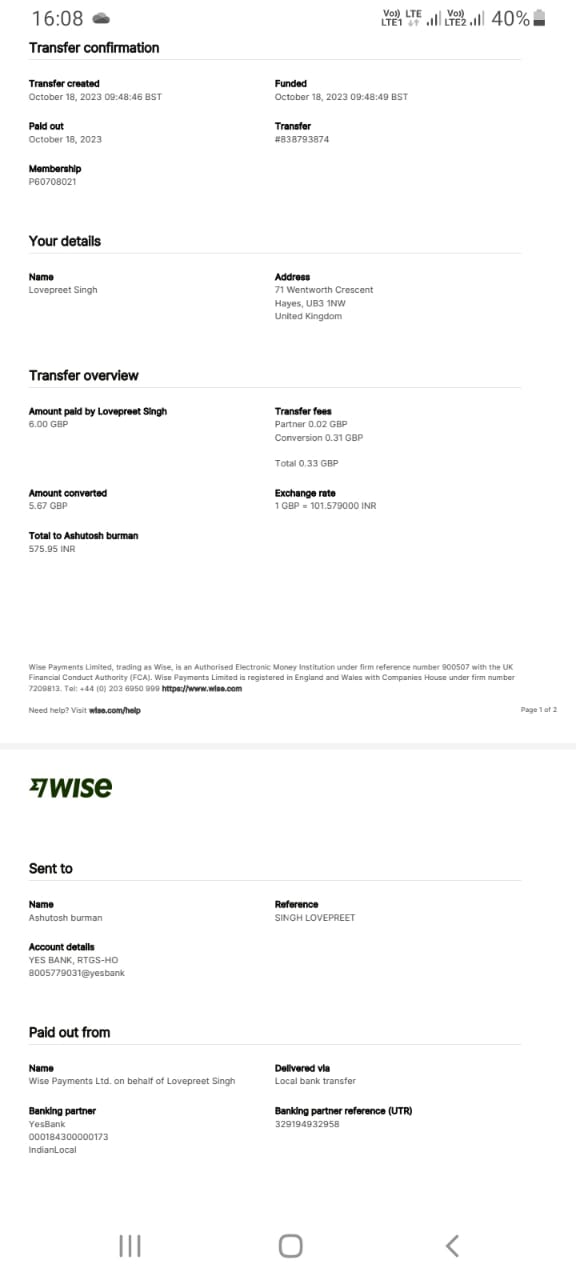 16:08 Vo)) LTE LTE1 Vo)) LTE2 40%
Transfer confirmation
Transfer created
October 18, 2023 09:48:46 BST
Funded
October 18, 2023 09:48:49 BST
Paid out
October 18, 2023
Transfer
#838793874
Membership
P60708021
Your details
Name
Lovepreet Singh
Address
71 Wentworth Crescent
Hayes, UB3 1NW
United Kingdom
Transfer overview
Amount paid by Lovepreet Singh
6.00 GBP
Transfer fees
Partner 0.02 GBP
Conversion 0.31 GBP
Total 0.33 GBP
Amount converted
5.67 GBP
Exchange rate
1 GBP = 101.579000 INR
Total to Ashutosh burman
575.95 INR
Wise Payments Limited, trading as Wise, is an Authorised Electronic Money Institution under firm reference number 900507 with the UK
Financial Conduct Authority (FCA). Wise Payments Limited is registered in England and Wales with Companies House under firm number
7209813. Tel: +44 (0) 203 6950 999 https://www.wise.com
Need help? Visit wise.com/help
Page 1 of 2
WISE
Sent to
Name
Ashutosh burman
Reference
SINGH LOVEPREET
Account details
YES BANK, RTGS-HO
8005779031@yesbank
Paid out from
Name
Wise Payments Ltd. on behalf of Lovepreet Singh
Delivered via
Local bank transfer
Banking partner
YesBank
000184300000173
IndianLocal
Banking partner reference (UTR)
329194932958